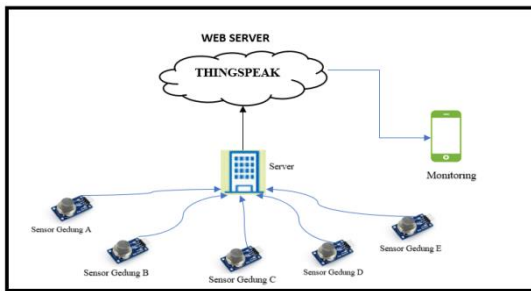 WEB SERVER
THINGSPEAK
Server
Monitoring
Sensor Gedung A
Sensor Gedung B
Sensor Gedung C
Sensor Gedung D
Sensor Gedung E